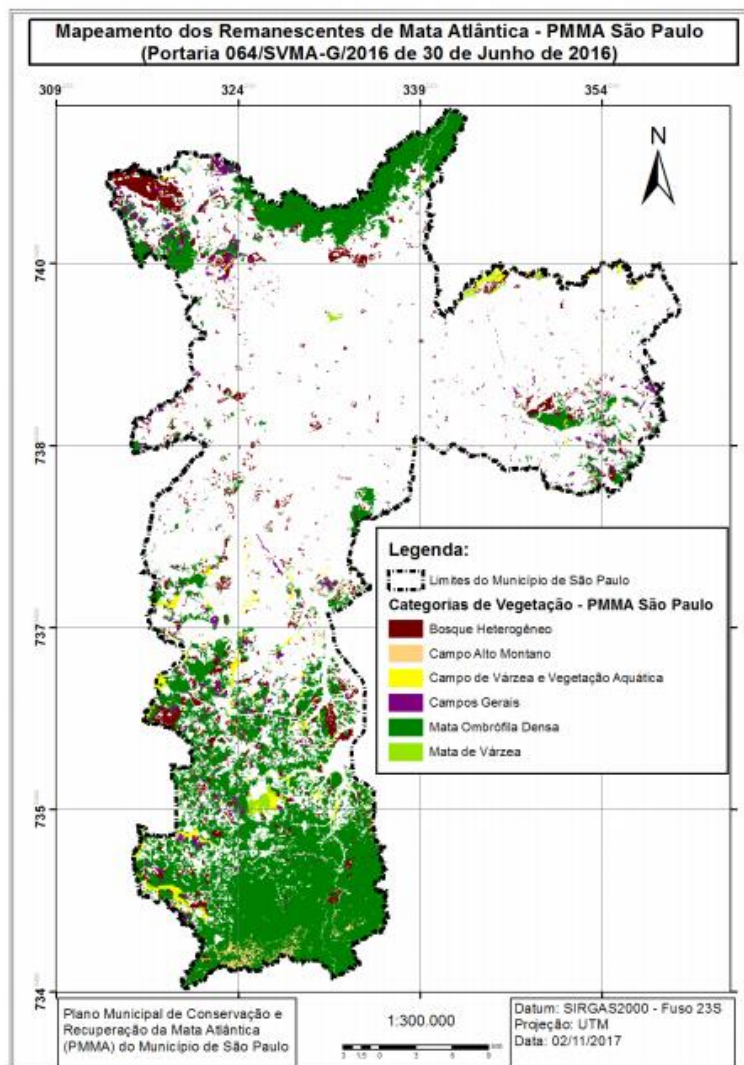 Mapeamento dos Remanescentes de Mata Atlântica - PMMA São Paulo
(Portaria 064/SVMA-G/2016 de 30 de Junho de 2016)
309 324 339 354
N
740
738
737
735
734
Legenda:
Limites do Município de São Paulo
Categorias de Vegetação - PMMA São Paulo
Bosque Heterogêneo
Campo Alto Montano
Campo de Várzea e Vegetação Aquática
Campos Gerais
Mata Ombrófila Densa
Mata de Várzea
Plano Municipal de Conservação e
Recuperação da Mata Atlântica
(PMMA) do Município de São Paulo
1:300.000
Datum: SIRGAS2000 - Fuso 23S
Projeção: UTM
Data: 02/11/2017